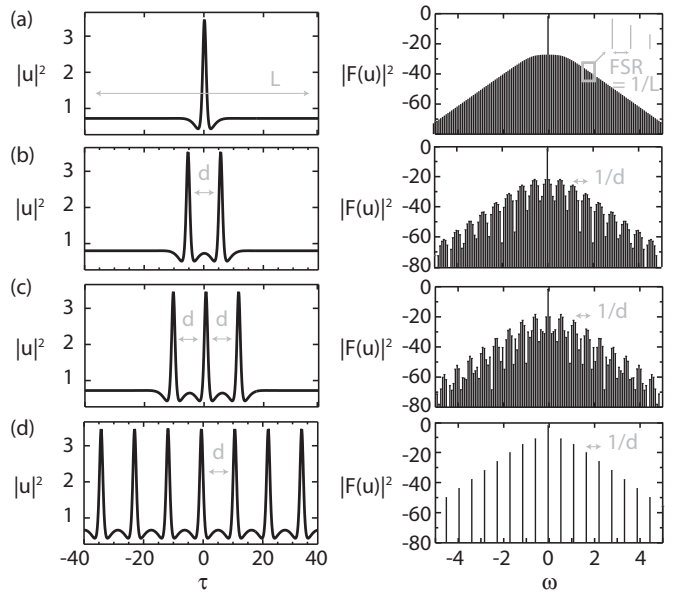 (a)
|u|²
3
2
1
L
|F(u)|²
0
-20
-40
-60
FSR
= 1/L
(b)
|u|²
3
2
1
d
|F(u)|²
0
-20
-40
-60
-80
1/d
(c)
|u|²
3
2
1
d
d
|F(u)|²
0
-20
-40
-60
-80
1/d
(d)
|u|²
3
2
1
d
-40
-20
0
20
40
τ
|F(u)|²
0
-20
-40
-60
-80
1/d
-4
-2
0
2
4
ω